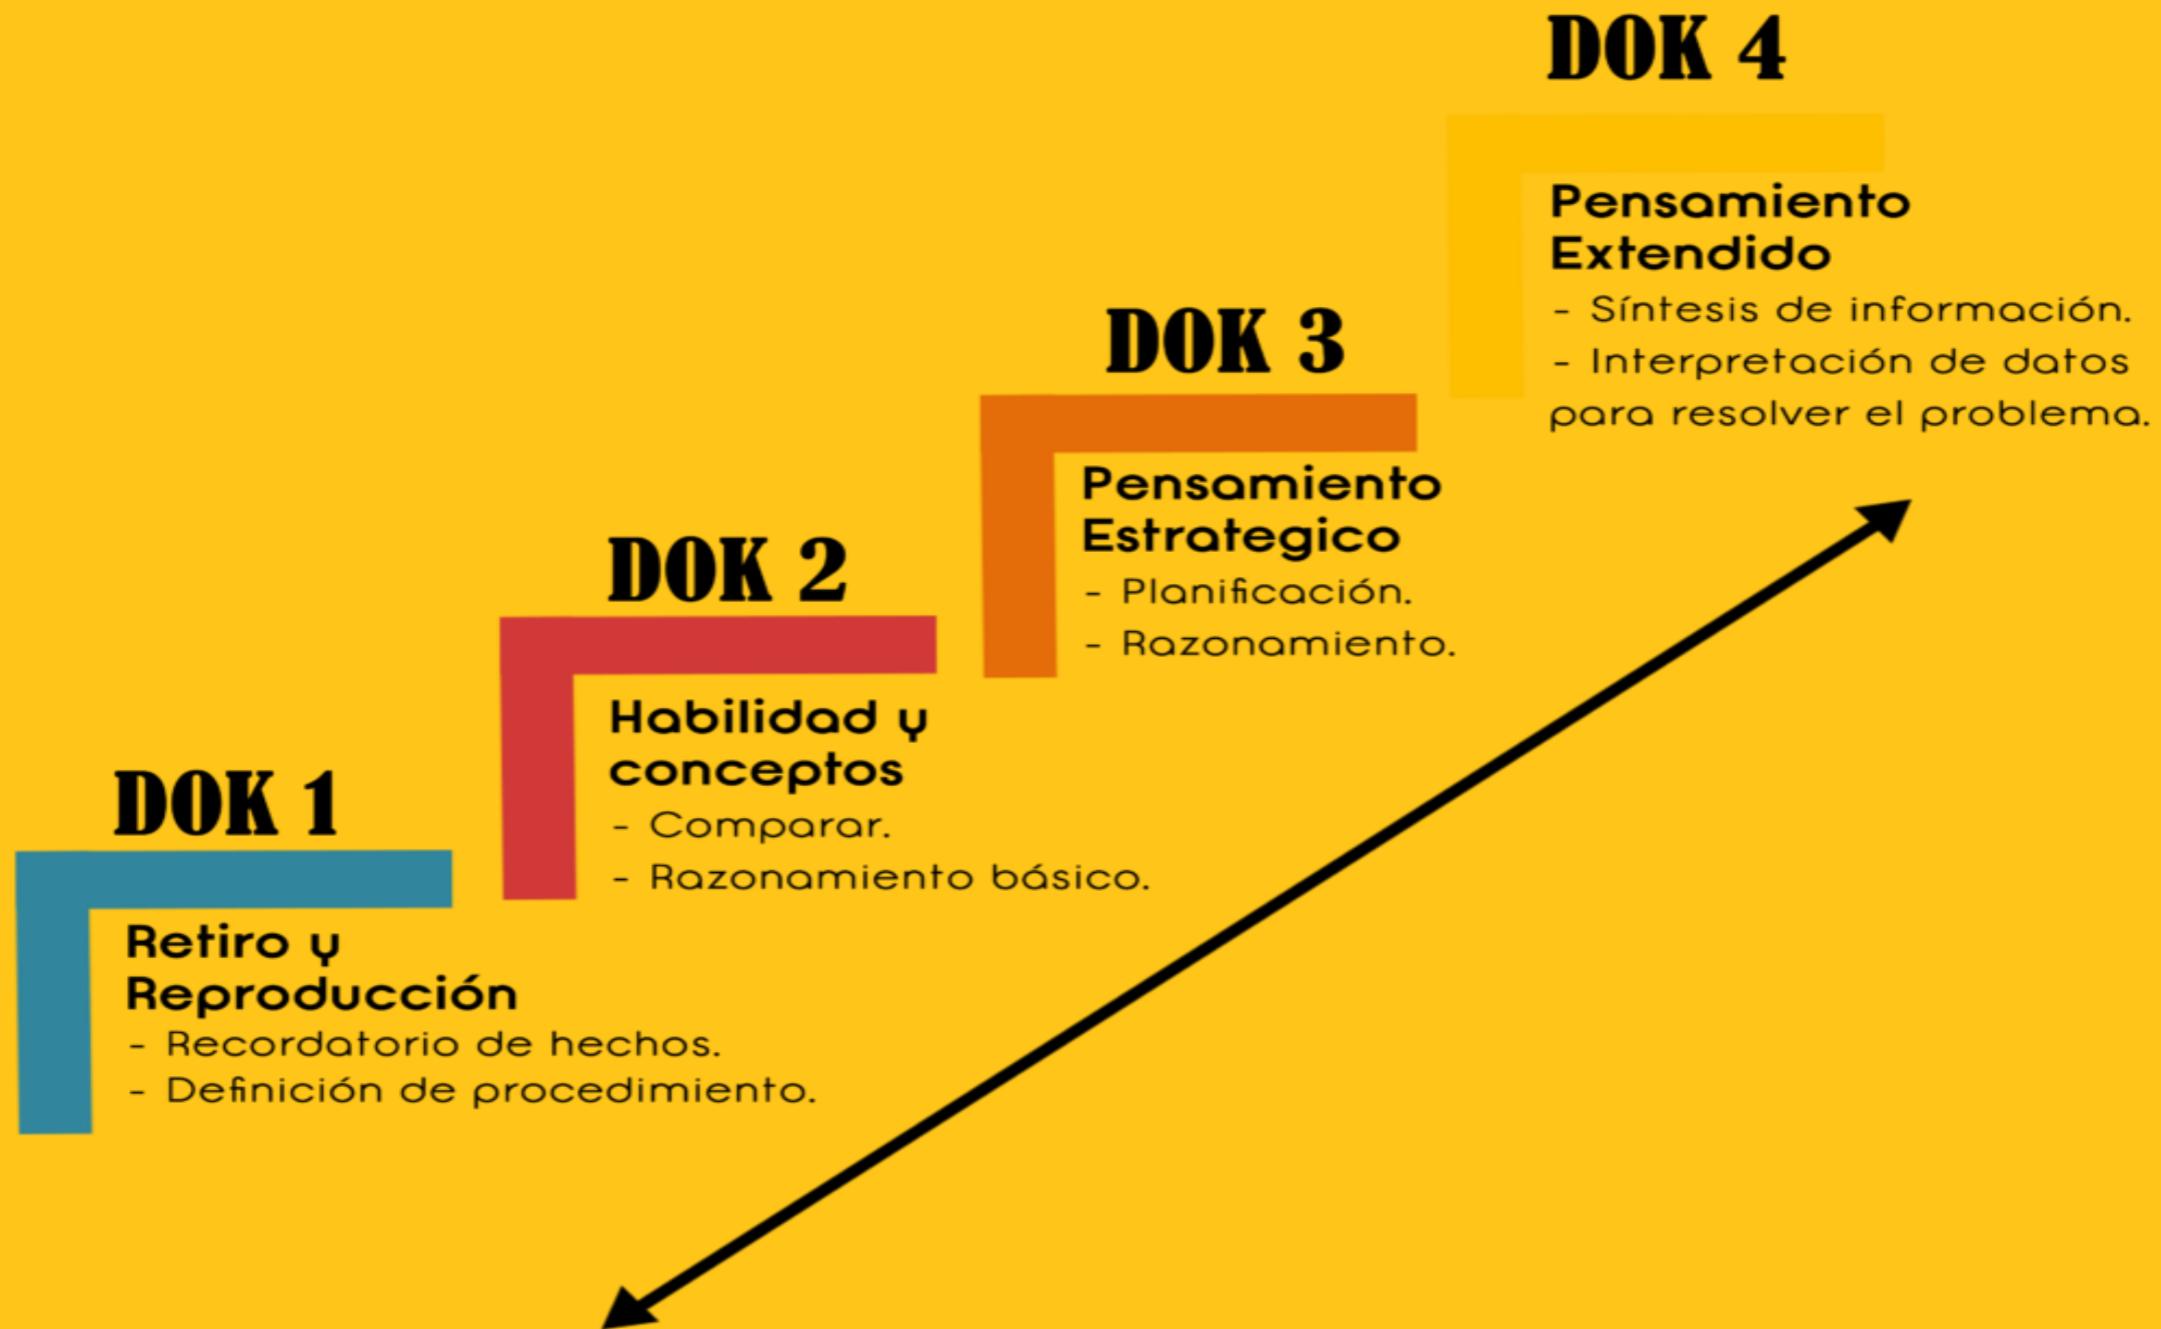 DOK 1
Retiro y
Reproducción
- Recordatorio de hechos.
- Definición de procedimiento.
DOK 2
Habilidad y
conceptos
- Comparar.
- Razonamiento básico.
DOK 3
Pensamiento
Estrategico
- Planificación.
- Razonamiento.
DOK 4
Pensamiento
Extendido
- Síntesis de información.
- Interpretación de datos
para resolver el problema.